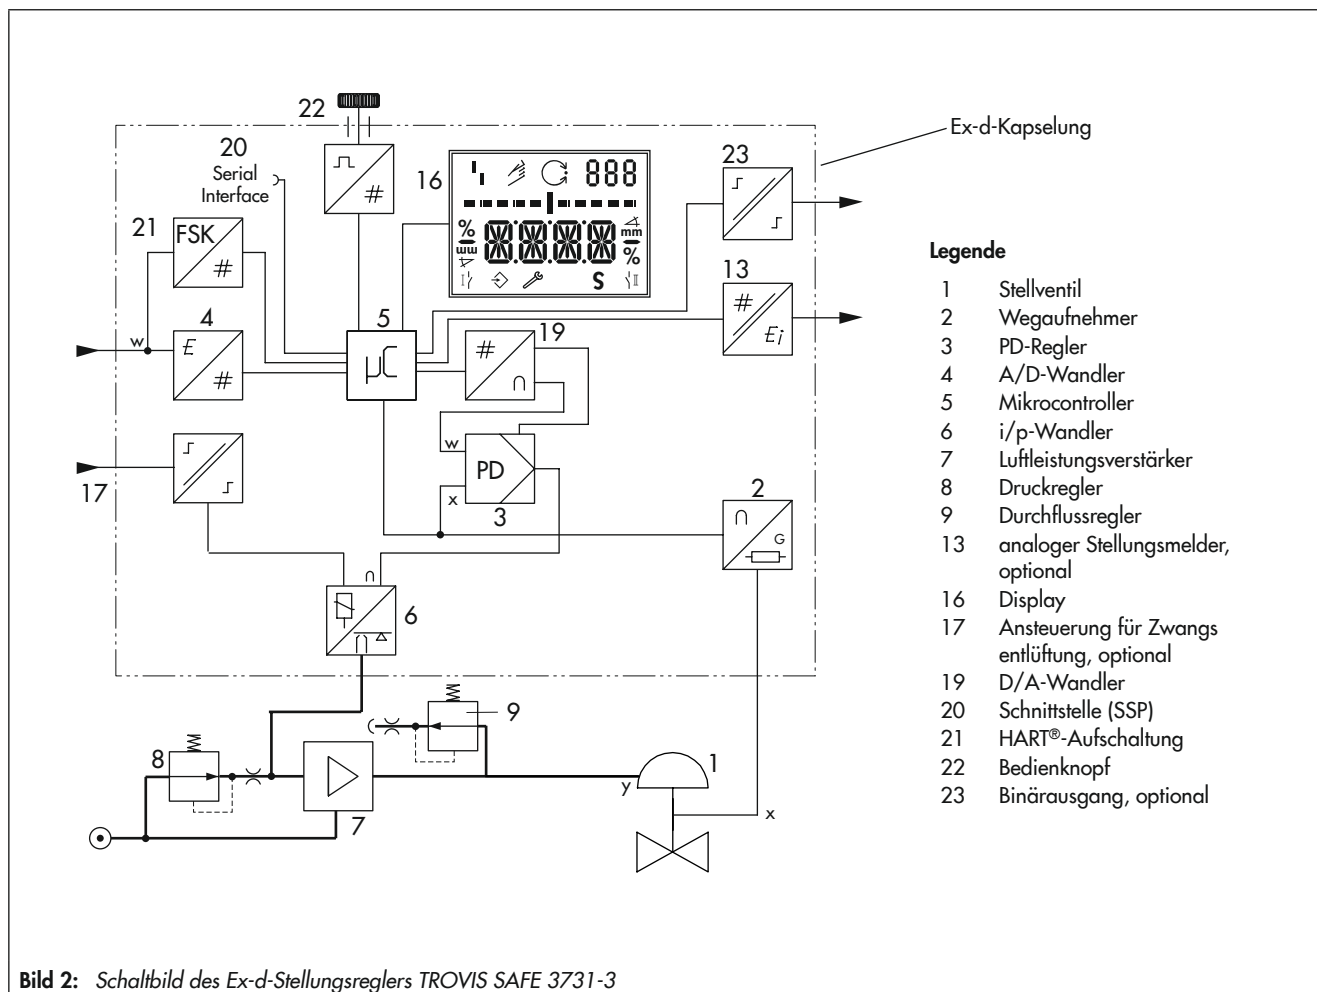 22
20
Serial
Interface
16
888
%
mm
%
mm
S
I
II
23
Ex-d-Kapselung
21
FSK
#
#
w
4
E
#
5
µC
19
#
13
#
Ei
17
w
PD
x
3
2
G
6
9
8
7
1
y
x
Legende
1 Stellventil
2 Wegaufnehmer
3 PD-Regler
4 A/D-Wandler
5 Mikrocontroller
6 i/p-Wandler
7 Luftleistungsverstärker
8 Druckregler
9 Durchflussregler
13 analoger Stellungsmelder,
optional
16 Display
17 Ansteuerung für Zwangs
entlüftung, optional
19 D/A-Wandler
20 Schnittstelle (SSP)
21 HART®-Aufschaltung
22 Bedienknopf
23 Binärausgang, optional
Bild 2: Schaltbild des Ex-d-Stellungsreglers TROVIS SAFE 3731-3